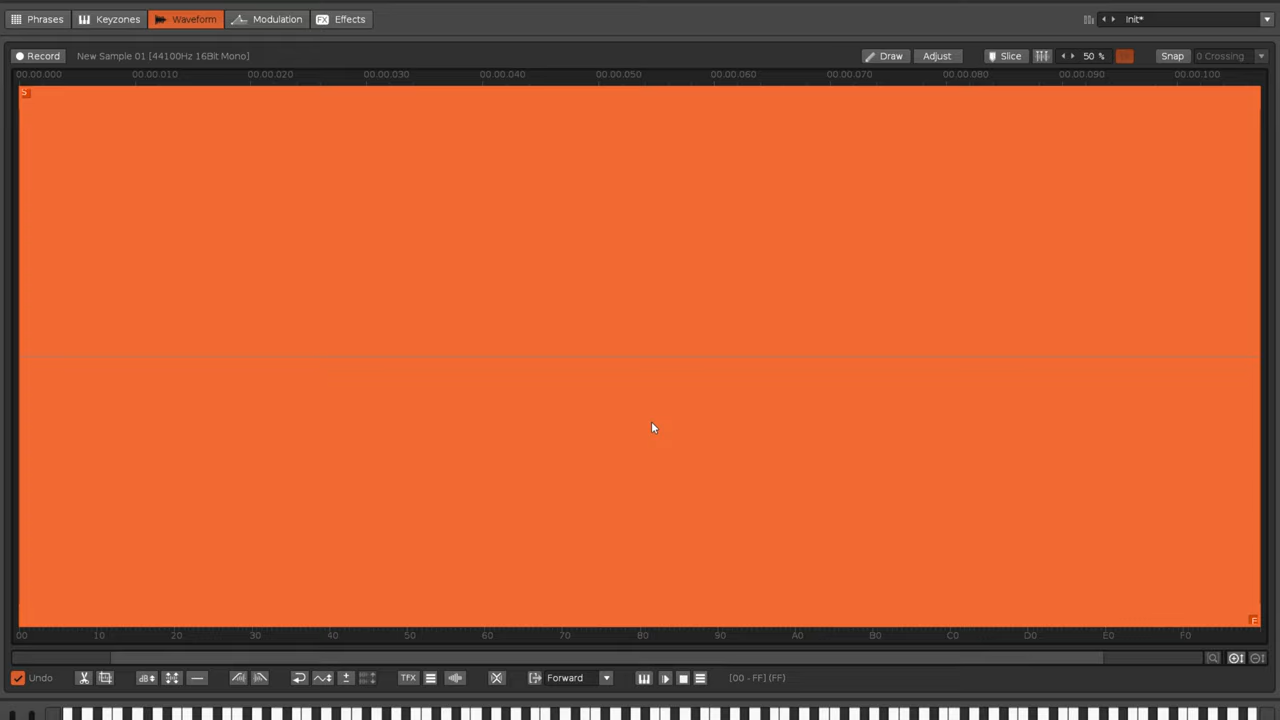 Phrases Keyzones Waveform Modulation FX Effects Init*
Record New Sample 01 [44100Hz 16Bit Mono] Draw Adjust Slice 50 % Snap 0 Crossing
00.00.000 00.00.010 00.00.020 00.00.030 00.00.040 00.00.050 00.00.060 00.00.070 00.00.080 00.00.090 00.00.100
S
E
00 10 20 30 40 50 60 70 80 90 A0 B0 C0 D0 E0 F0
Undo dB TFX Forward [00 - FF] (FF)